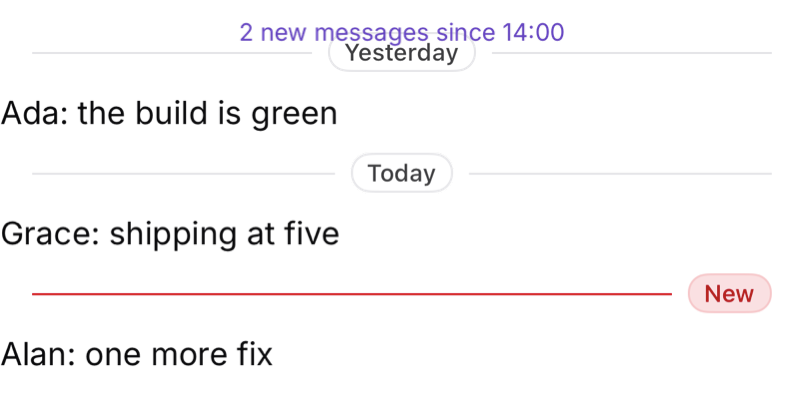 2 new messages since 14:00
Yesterday
Ada: the build is green
Today
Grace: shipping at five
New
Alan: one more fix